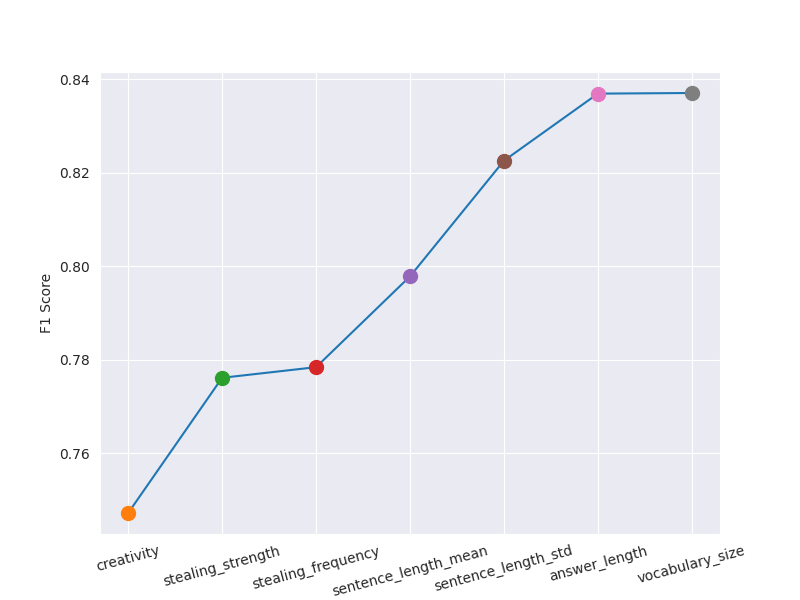 0.84
0.82
0.80
0.78
0.76
F1 Score
creativity
stealing_strength
stealing_frequency
sentence_length_mean
sentence_length_std
answer_length
vocabulary_size